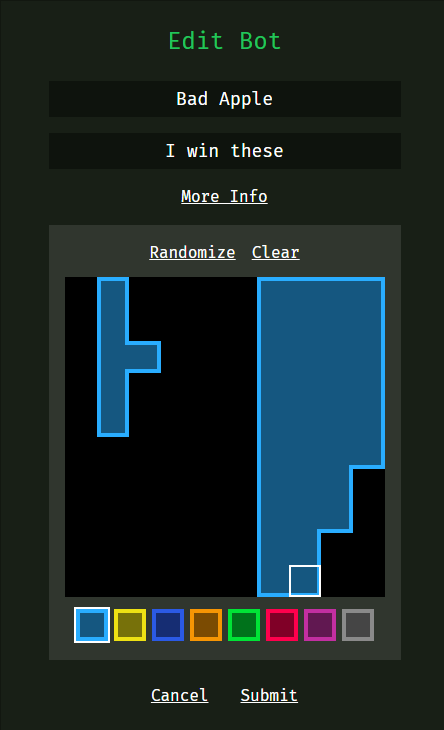 Edit Bot
Bad Apple
I win these
More Info
Randomize Clear
Cancel Submit